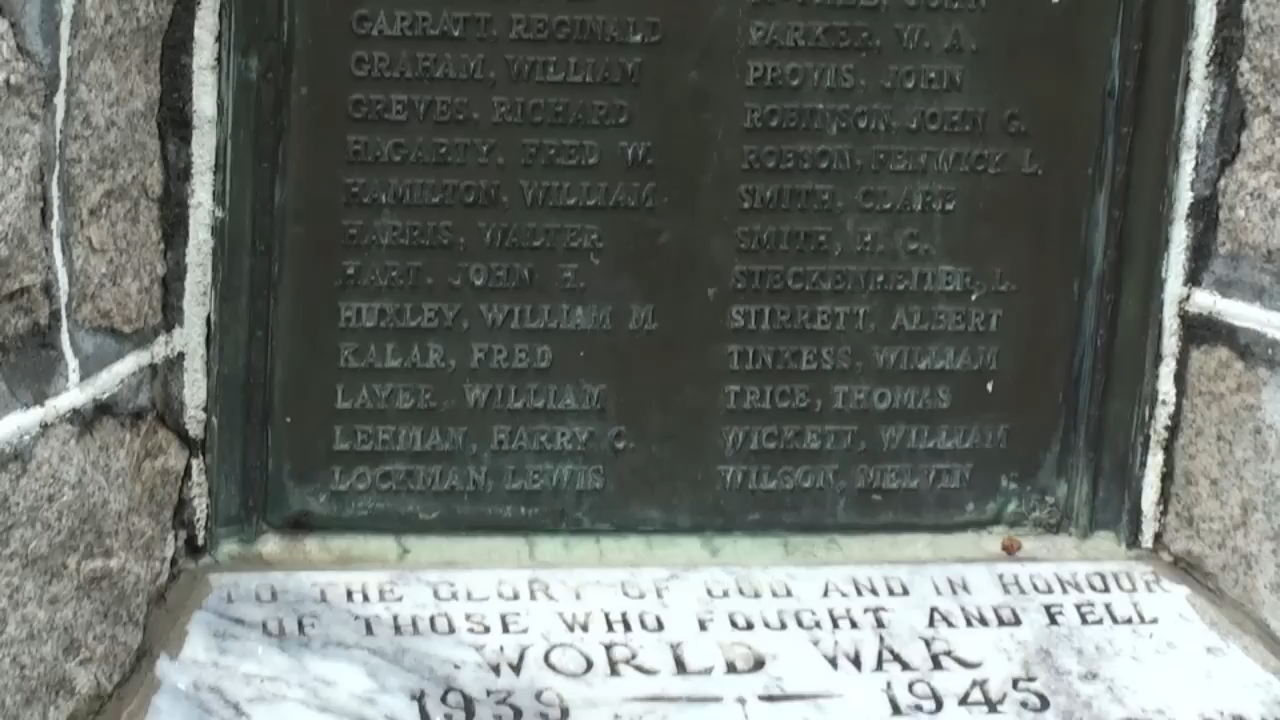 GARRATT, REGINALD
GRAHAM, WILLIAM
GREVES, RICHARD
HAGARTY, FRED W.
HAMILTON, WILLIAM
HARRIS, WALTER
HART, JOHN H.
HUXLEY, WILLIAM M.
KALAR, FRED
LAYER WILLIAM
LEHMAN, HARRY C.
LOCKMAN, LEWIS
JOHN
PARKER, W. A.
PROVIS, JOHN
ROBINSON, JOHN G.
ROBSON, FENWICK L.
SMITH, CLARE
SMITH, H. C.
STECKENREITER, L.
STIRRETT, ALBERT
TINKESS, WILLIAM
TRICE, THOMAS
WICKETT, WILLIAM
WILSON, MELVIN
TO THE GLORY OF GOD AND IN HONOUR
OF THOSE WHO FOUGHT AND FELL
WORLD WAR
1939 — 1945